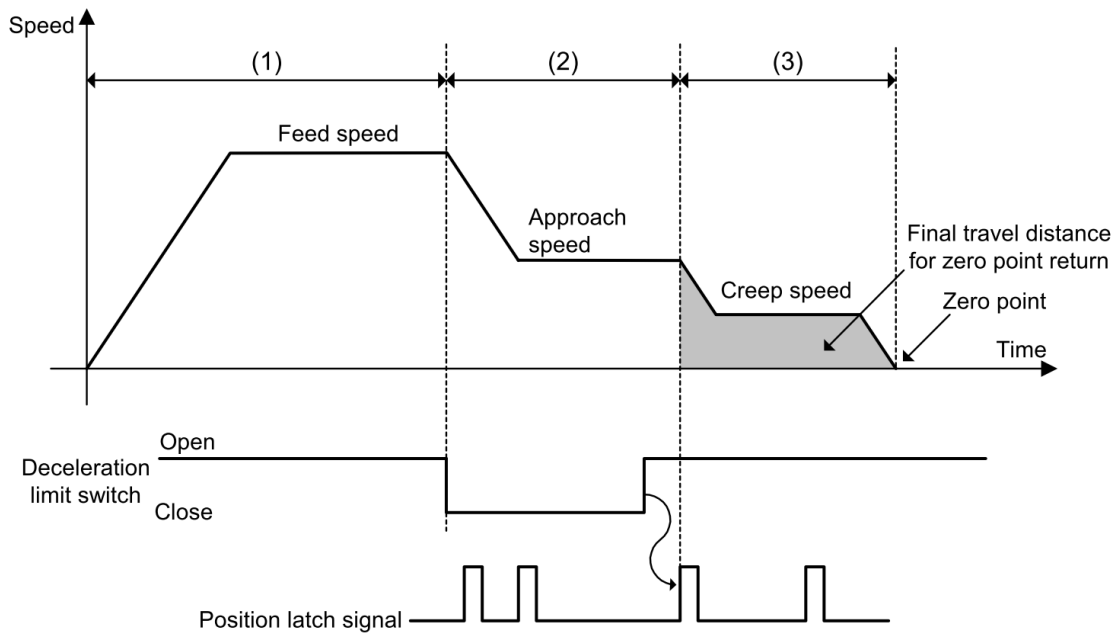 Speed
(1)
(2)
(3)
Feed speed
Approach
speed
Creep speed
Final travel distance
for zero point return
Zero point
Time
Open
Deceleration
limit switch
Close
Position latch signal